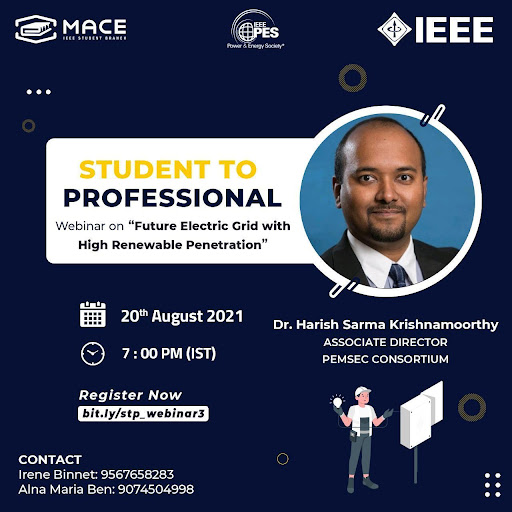 MACE
IEEE STUDENT BRANCH
IEEE
PES
Power & Energy Society®
IEEE
STUDENT TO
PROFESSIONAL
Webinar on “Future Electric Grid with
High Renewable Penetration”
20th August 2021
7 : 00 PM (IST)
Dr. Harish Sarma Krishnamoorthy
ASSOCIATE DIRECTOR
PEMSEC CONSORTIUM
Register Now
bit.ly/stp_webinar3
CONTACT
Irene Binnet: 9567658283
Alna Maria Ben: 9074504998